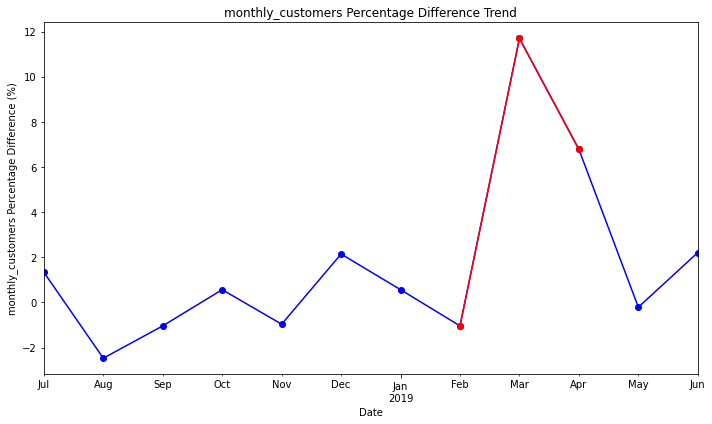 monthly_customers Percentage Difference Trend
monthly_customers Percentage Difference (%)
12
10
8
6
4
2
0
−2
Jul Aug Sep Oct Nov Dec Jan Feb Mar Apr May Jun
2019
Date